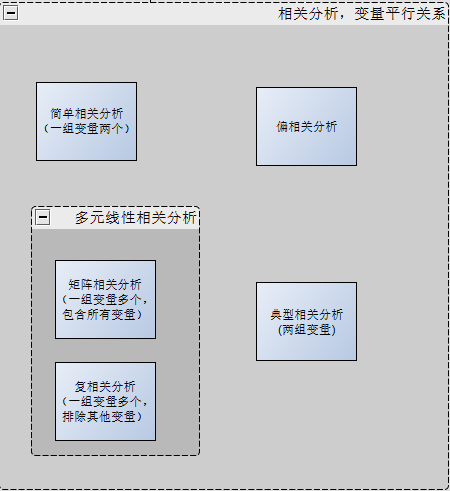 相关分析，变量平行关系
简单相关分析
（一组变量两个）
偏相关分析
多元线性相关分析
矩阵相关分析
（一组变量多个，
包含所有变量）
典型相关分析
(两组变量)
复相关分析
（一组变量多个，
排除其他变量）